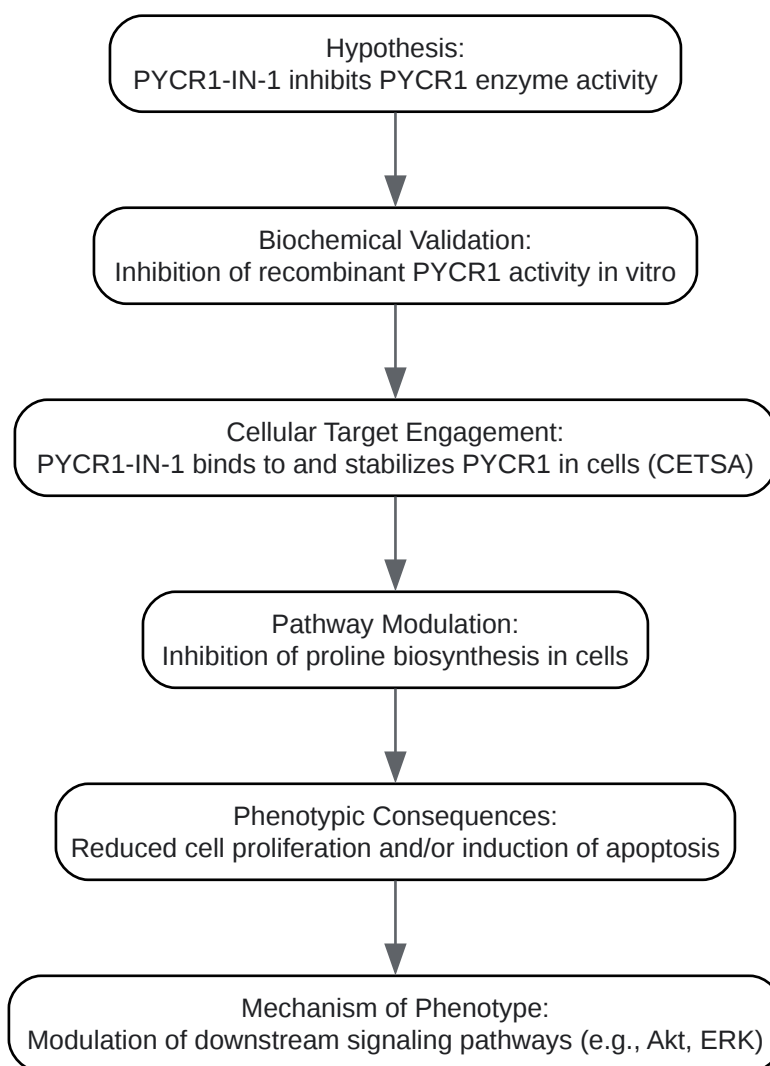 Hypothesis:
PYCR1-IN-1 inhibits PYCR1 enzyme activity
Biochemical Validation:
Inhibition of recombinant PYCR1 activity in vitro
Cellular Target Engagement:
PYCR1-IN-1 binds to and stabilizes PYCR1 in cells (CETSA)
Pathway Modulation:
Inhibition of proline biosynthesis in cells
Phenotypic Consequences:
Reduced cell proliferation and/or induction of apoptosis
Mechanism of Phenotype:
Modulation of downstream signaling pathways (e.g., Akt, ERK)